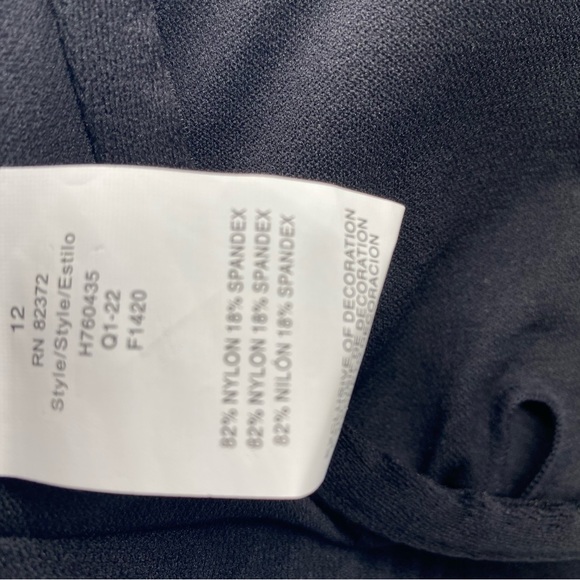 12
RN 82372
Style/Style/Estilo
H760435
Q1-22
F1420
82% NYLON 18% SPANDEX
82% NYLON 18% SPANDEX
82% NILÓN 18% SPANDEX
OF DECORATION
DECORATION